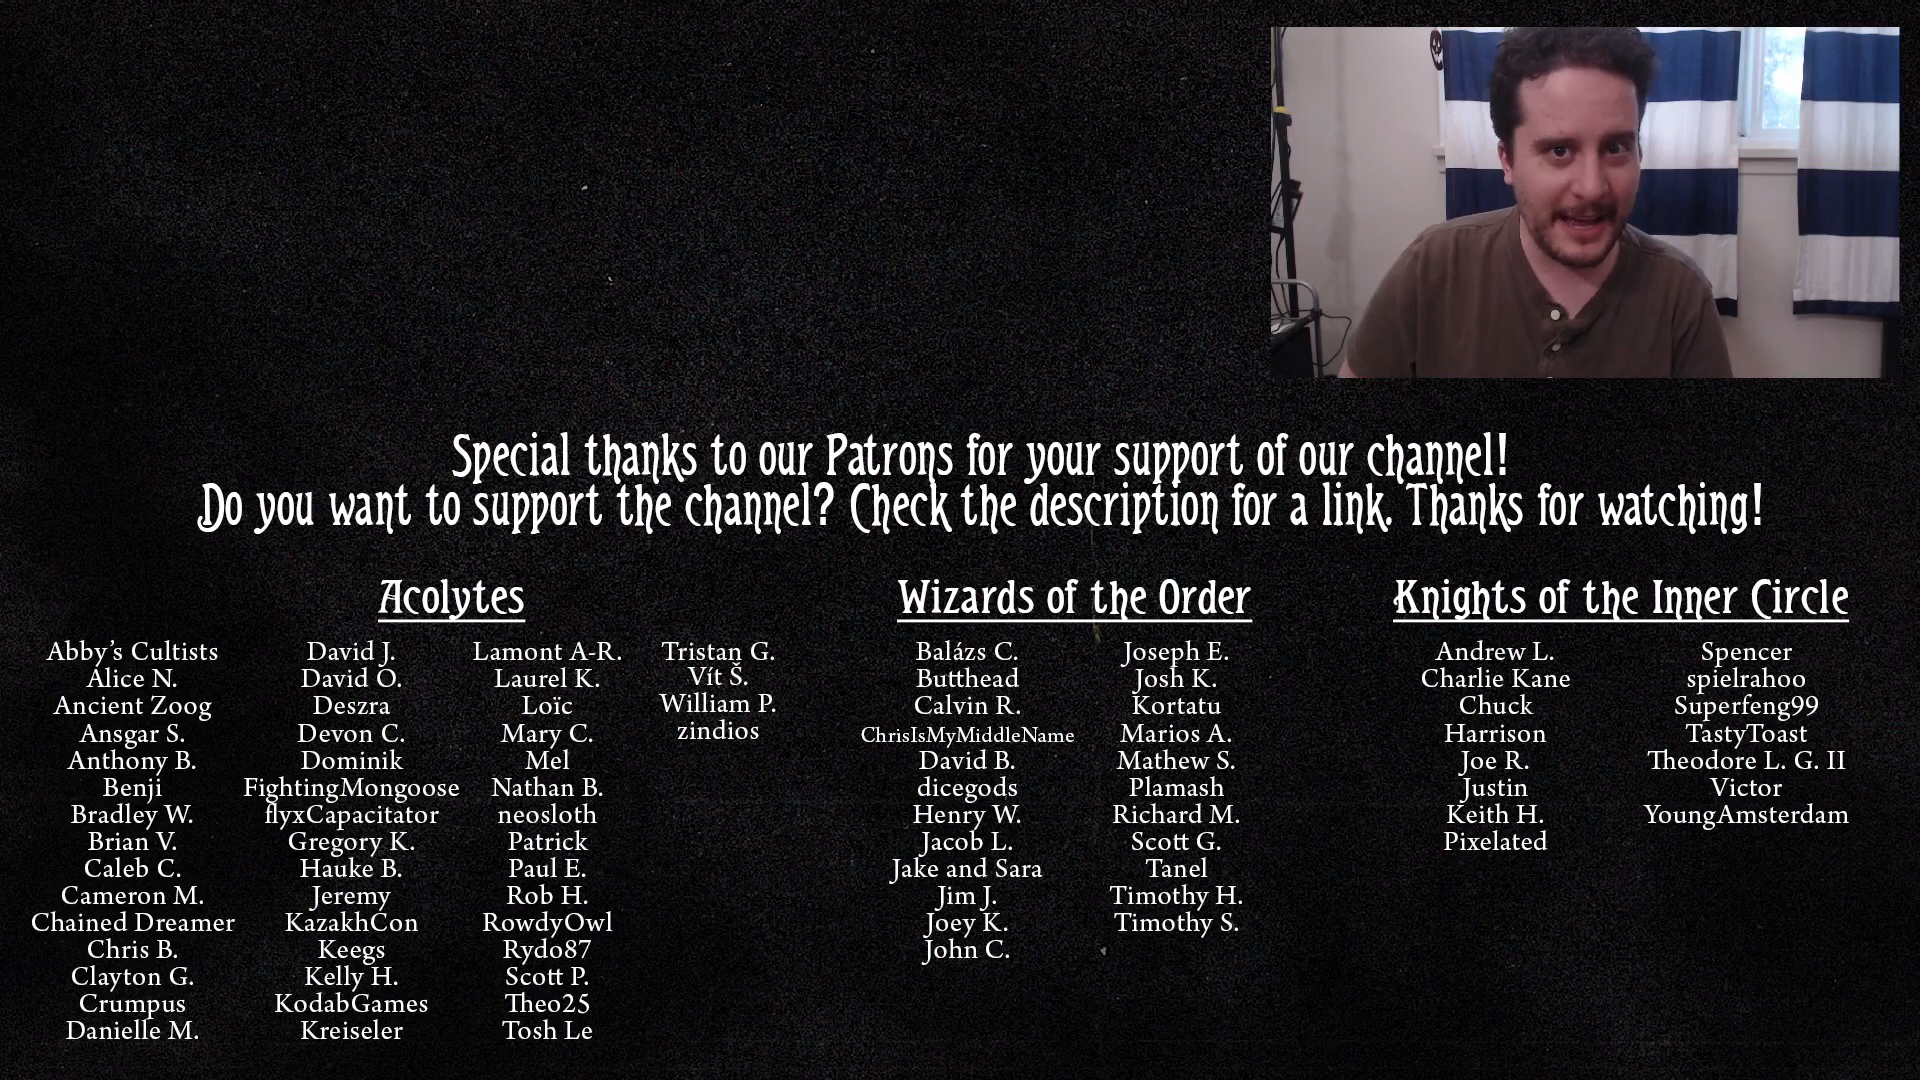 Special thanks to our Patrons for your support of our channel!
Do you want to support the channel? Check the description for a link. Thanks for watching!
Acolytes
Abby's Cultists
Alice N.
Ancient Zoog
Ansgar S.
Anthony B.
Benji
Bradley W.
Brian V.
Caleb C.
Cameron M.
Chained Dreamer
Chris B.
Clayton G.
Crumpus
Danielle M.
David J.
David O.
Deszra
Devon C.
Dominik
FightingMongoose
flyxCapacitator
Gregory K.
Hauke B.
Jeremy
KazakhCon
Keegs
Kelly H.
KodabGames
Kreiseler
Lamont A-R.
Laurel K.
Loïc
Mary C.
Mel
Nathan B.
neosloth
Patrick
Paul E.
Rob H.
RowdyOwl
Rydo87
Scott P.
Theo25
Tosh Le
Tristan G.
Vít Š.
William P.
zindios
Wizards of the Order
Balázs C.
Butthead
Calvin R.
ChrisIsMyMiddleName
David B.
dicegods
Henry W.
Jacob L.
Jake and Sara
Jim J.
Joey K.
John C.
Joseph E.
Josh K.
Kortatu
Marios A.
Mathew S.
Plamash
Richard M.
Scott G.
Tanel
Timothy H.
Timothy S.
Knights of the Inner Circle
Andrew L.
Charlie Kane
Chuck
Harrison
Joe R.
Justin
Keith H.
Pixelated
Spencer
spielrahoo
Superfeng99
TastyToast
Theodore L. G. II
Victor
YoungAmsterdam